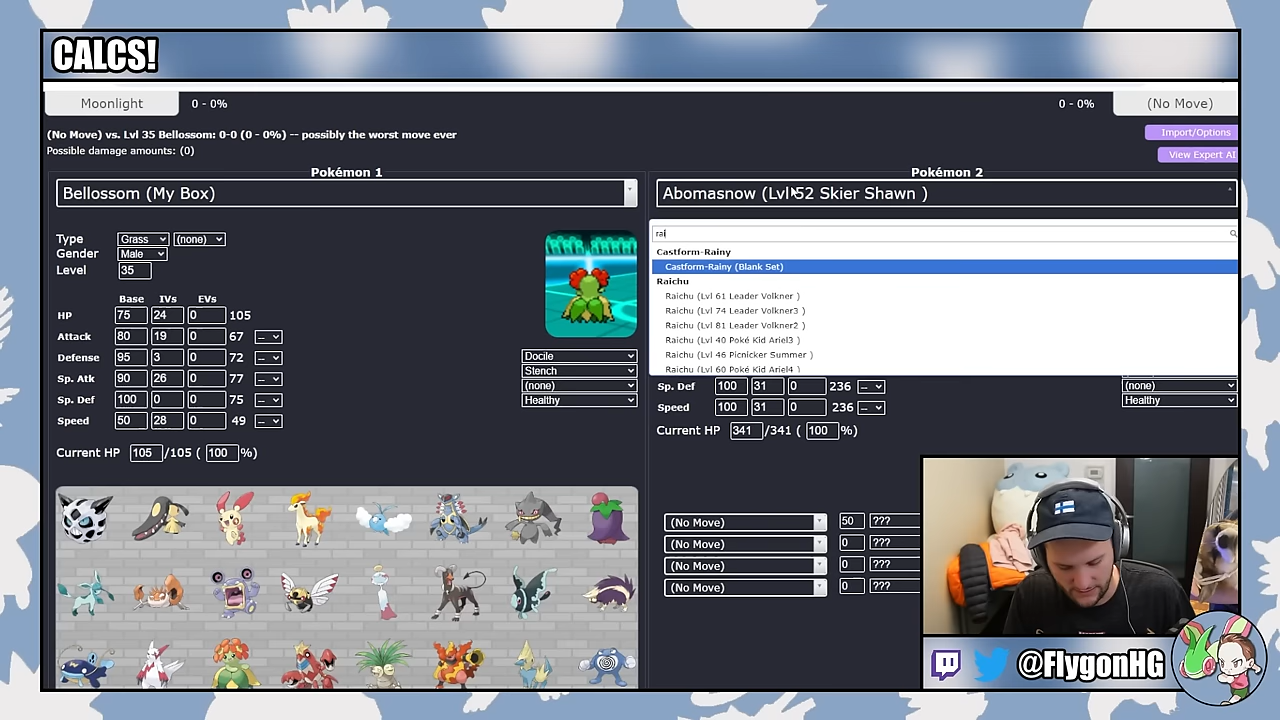 CALCS!
Moonlight
0 - 0%
0 - 0%
(No Move)
(No Move) vs. Lvl 35 Bellossom: 0-0 (0 - 0%) -- possibly the worst move ever
Import/Options
Possible damage amounts: (0)
View Expert AI
Pokémon 1
Pokémon 2
Bellossom (My Box)
Abomasnow (Lvl 52 Skier Shawn )
rai
Type Grass (none)
Gender Male
Level 35
Castform-Rainy
Castform-Rainy (Blank Set)
Raichu
Raichu (Lvl 61 Leader Volkner )
Raichu (Lvl 74 Leader Volkner3 )
Raichu (Lvl 81 Leader Volkner2 )
Raichu (Lvl 40 Poké Kid Ariel3 )
Raichu (Lvl 46 Picnicker Summer )
Raichu (Lvl 60 Poké Kid Ariel4 )
Base IVs EVs
HP 75 24 0 105
Attack 80 19 0 67 --
Defense 95 3 0 72 --
Sp. Atk 90 26 0 77 --
Sp. Def 100 0 0 75 --
Speed 50 28 0 49 --
Docile
Stench
(none)
Healthy
Current HP 105 /105 ( 100 %)
Sp. Def 100 31 0 236 --
Speed 100 31 0 236 --
(none)
Healthy
Current HP 341 /341 ( 100 %)
(No Move) 50 ???
(No Move) 0 ???
(No Move) 0 ???
(No Move) 0 ???
@FlygonHG